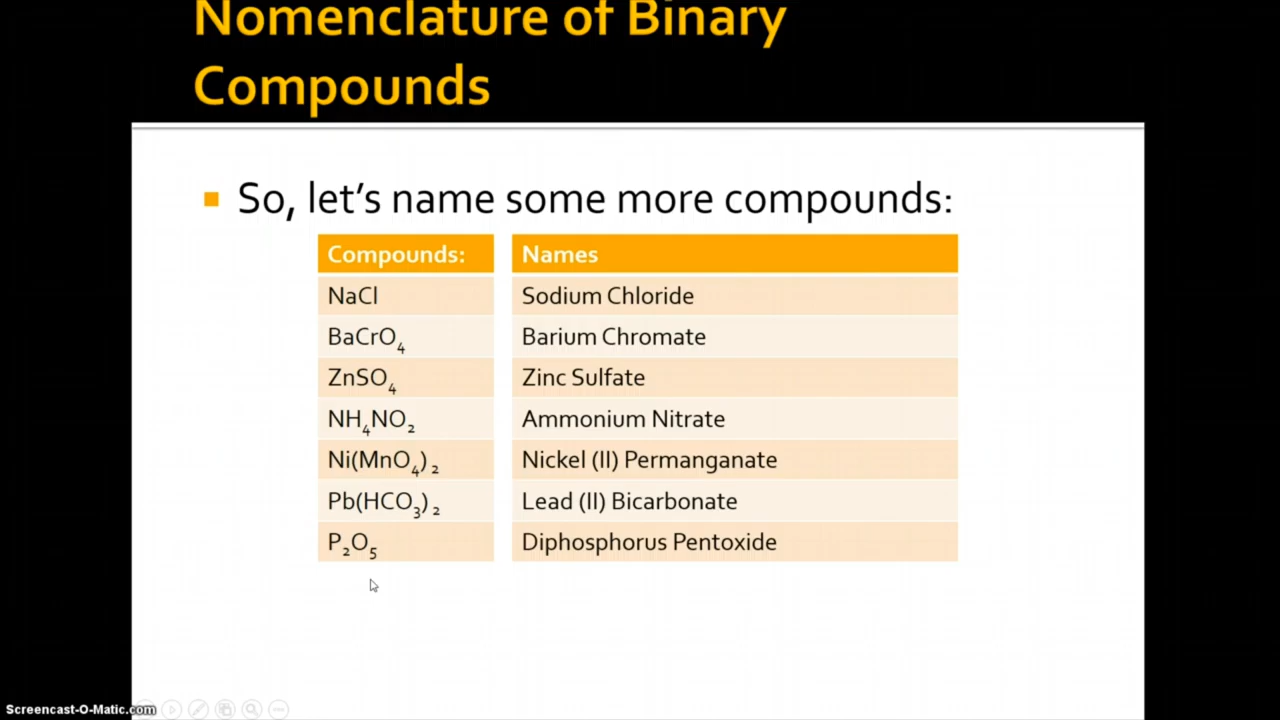 Nomenclature of Binary
Compounds
So, let's name some more compounds:
Compounds: Names
NaCl Sodium Chloride
BaCrO₄ Barium Chromate
ZnSO₄ Zinc Sulfate
NH₄NO₂ Ammonium Nitrate
Ni(MnO₄)₂ Nickel (II) Permanganate
Pb(HCO₃)₂ Lead (II) Bicarbonate
P₂O₅ Diphosphorus Pentoxide
Screencast-O-Matic.com